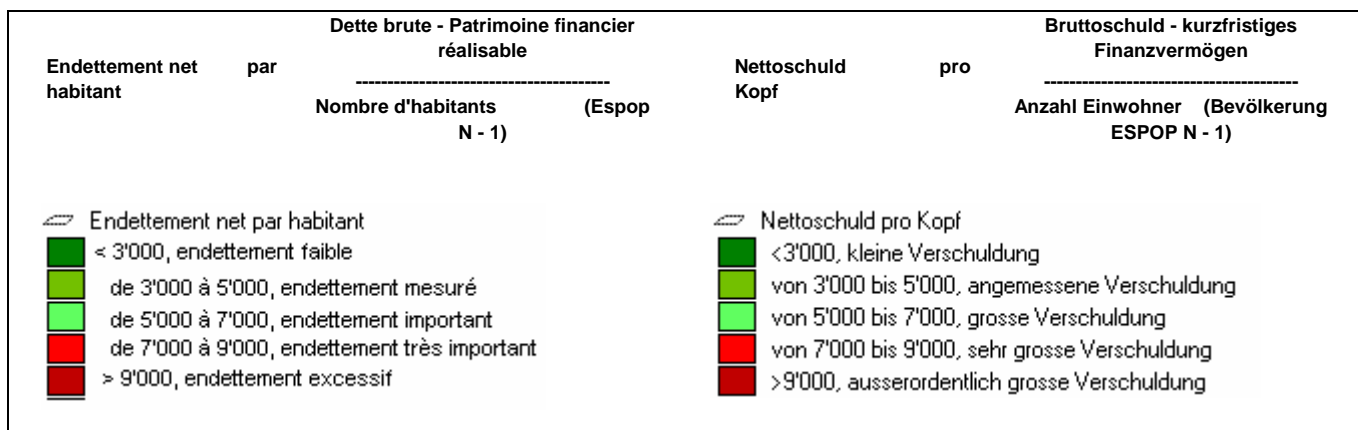 Endettement net par
habitant
Dette brute - Patrimoine financier
réalisable
----------------------------------------
Nombre d'habitants (Espop
N - 1)
Nettoschuld pro
Kopf
Bruttoschuld - kurzfristiges
Finanzvermögen
----------------------------------------
Anzahl Einwohner (Bevölkerung
ESPOP N - 1)
Endettement net par habitant
< 3'000, endettement faible
de 3'000 à 5'000, endettement mesuré
de 5'000 à 7'000, endettement important
de 7'000 à 9'000, endettement très important
> 9'000, endettement excessif
Nettoschuld pro Kopf
<3'000, kleine Verschuldung
von 3'000 bis 5'000, angemessene Verschuldung
von 5'000 bis 7'000, grosse Verschuldung
von 7'000 bis 9'000, sehr grosse Verschuldung
>9'000, ausserordentlich grosse Verschuldung